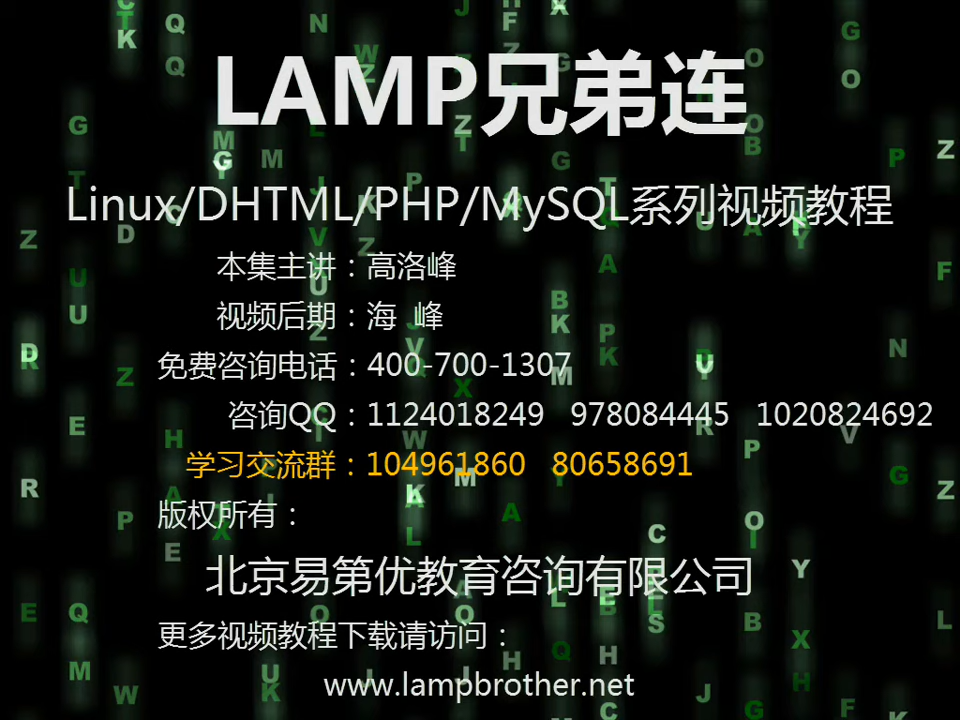 LAMP兄弟连
Linux/DHTML/PHP/MySQL系列视频教程
本集主讲：高洛峰
视频后期：海 峰
免费咨询电话：400-700-1307
咨询QQ：1124018249 978084445 1020824692
学习交流群：104961860 80658691
版权所有：
北京易第优教育咨询有限公司
更多视频教程下载请访问：
www.lampbrother.net